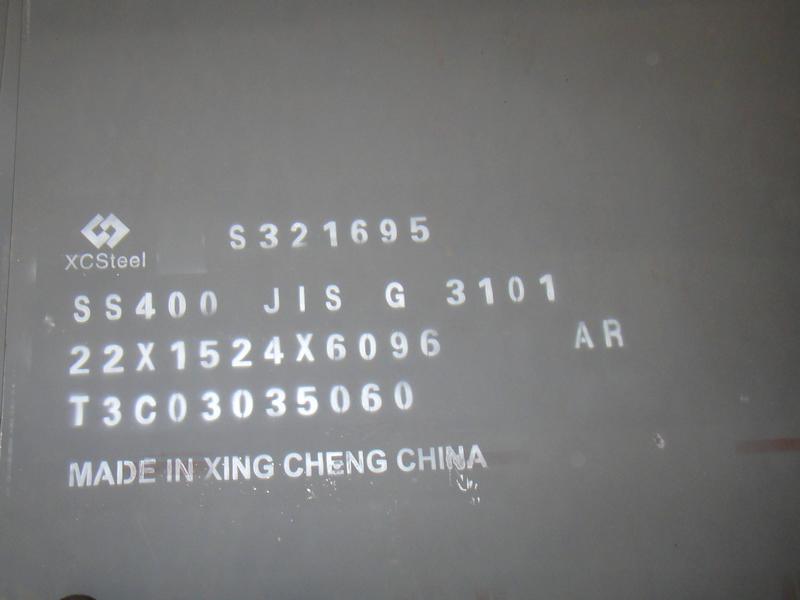 S321695
XCSteel
SS400 JIS G 3101
22X1524X6096 AR
T3C03035060
MADE IN XING CHENG CHINA